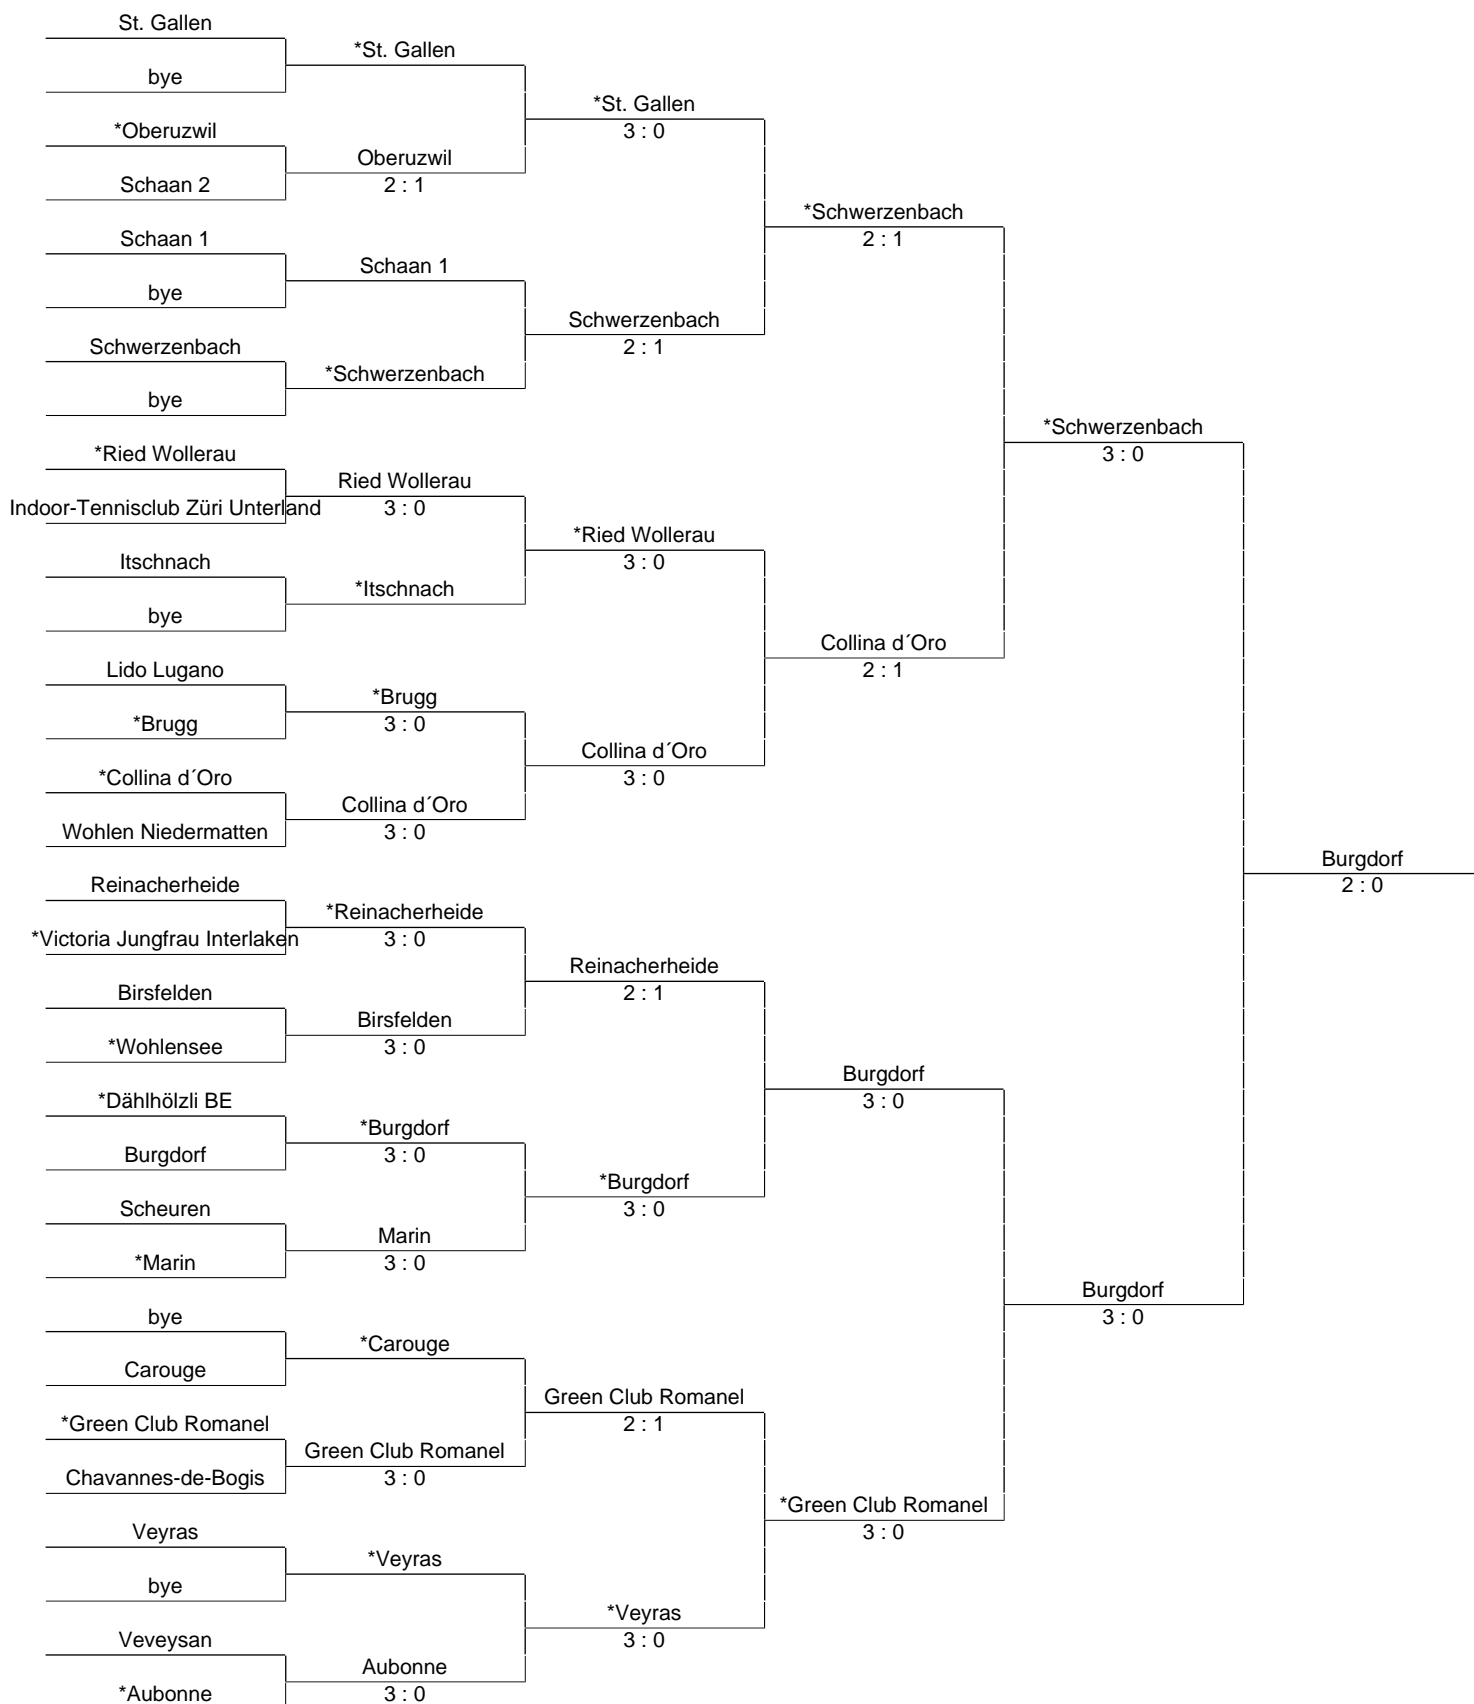 St. Gallen
bye
*Oberuzwil
Schaan 2
Schaan 1
bye
Schwerzenbach
bye
*Ried Wollerau
Indoor-Tennisclub Züri Unterland
Itschnach
bye
Lido Lugano
*Brugg
*Collina d´Oro
Wohlen Niedermatten
Reinacherheide
*Victoria Jungfrau Interlaken
Birsfelden
*Wohlensee
*Dählhölzli BE
Burgdorf
Scheuren
*Marin
bye
Carouge
*Green Club Romanel
Chavannes-de-Bogis
Veyras
bye
Veveysan
*Aubonne
*St. Gallen
Oberuzwil
2 : 1
Schaan 1
*Schwerzenbach
Ried Wollerau
3 : 0
*Itschnach
*Brugg
3 : 0
Collina d´Oro
3 : 0
*Reinacherheide
3 : 0
Birsfelden
3 : 0
*Burgdorf
3 : 0
Marin
3 : 0
*Carouge
Green Club Romanel
3 : 0
*Veyras
Aubonne
3 : 0
*St. Gallen
3 : 0
Schwerzenbach
2 : 1
*Ried Wollerau
3 : 0
Collina d´Oro
3 : 0
Reinacherheide
2 : 1
*Burgdorf
3 : 0
Green Club Romanel
2 : 1
*Veyras
3 : 0
*Schwerzenbach
2 : 1
Collina d´Oro
2 : 1
Burgdorf
3 : 0
*Green Club Romanel
3 : 0
*Schwerzenbach
3 : 0
Burgdorf
3 : 0
Burgdorf
2 : 0